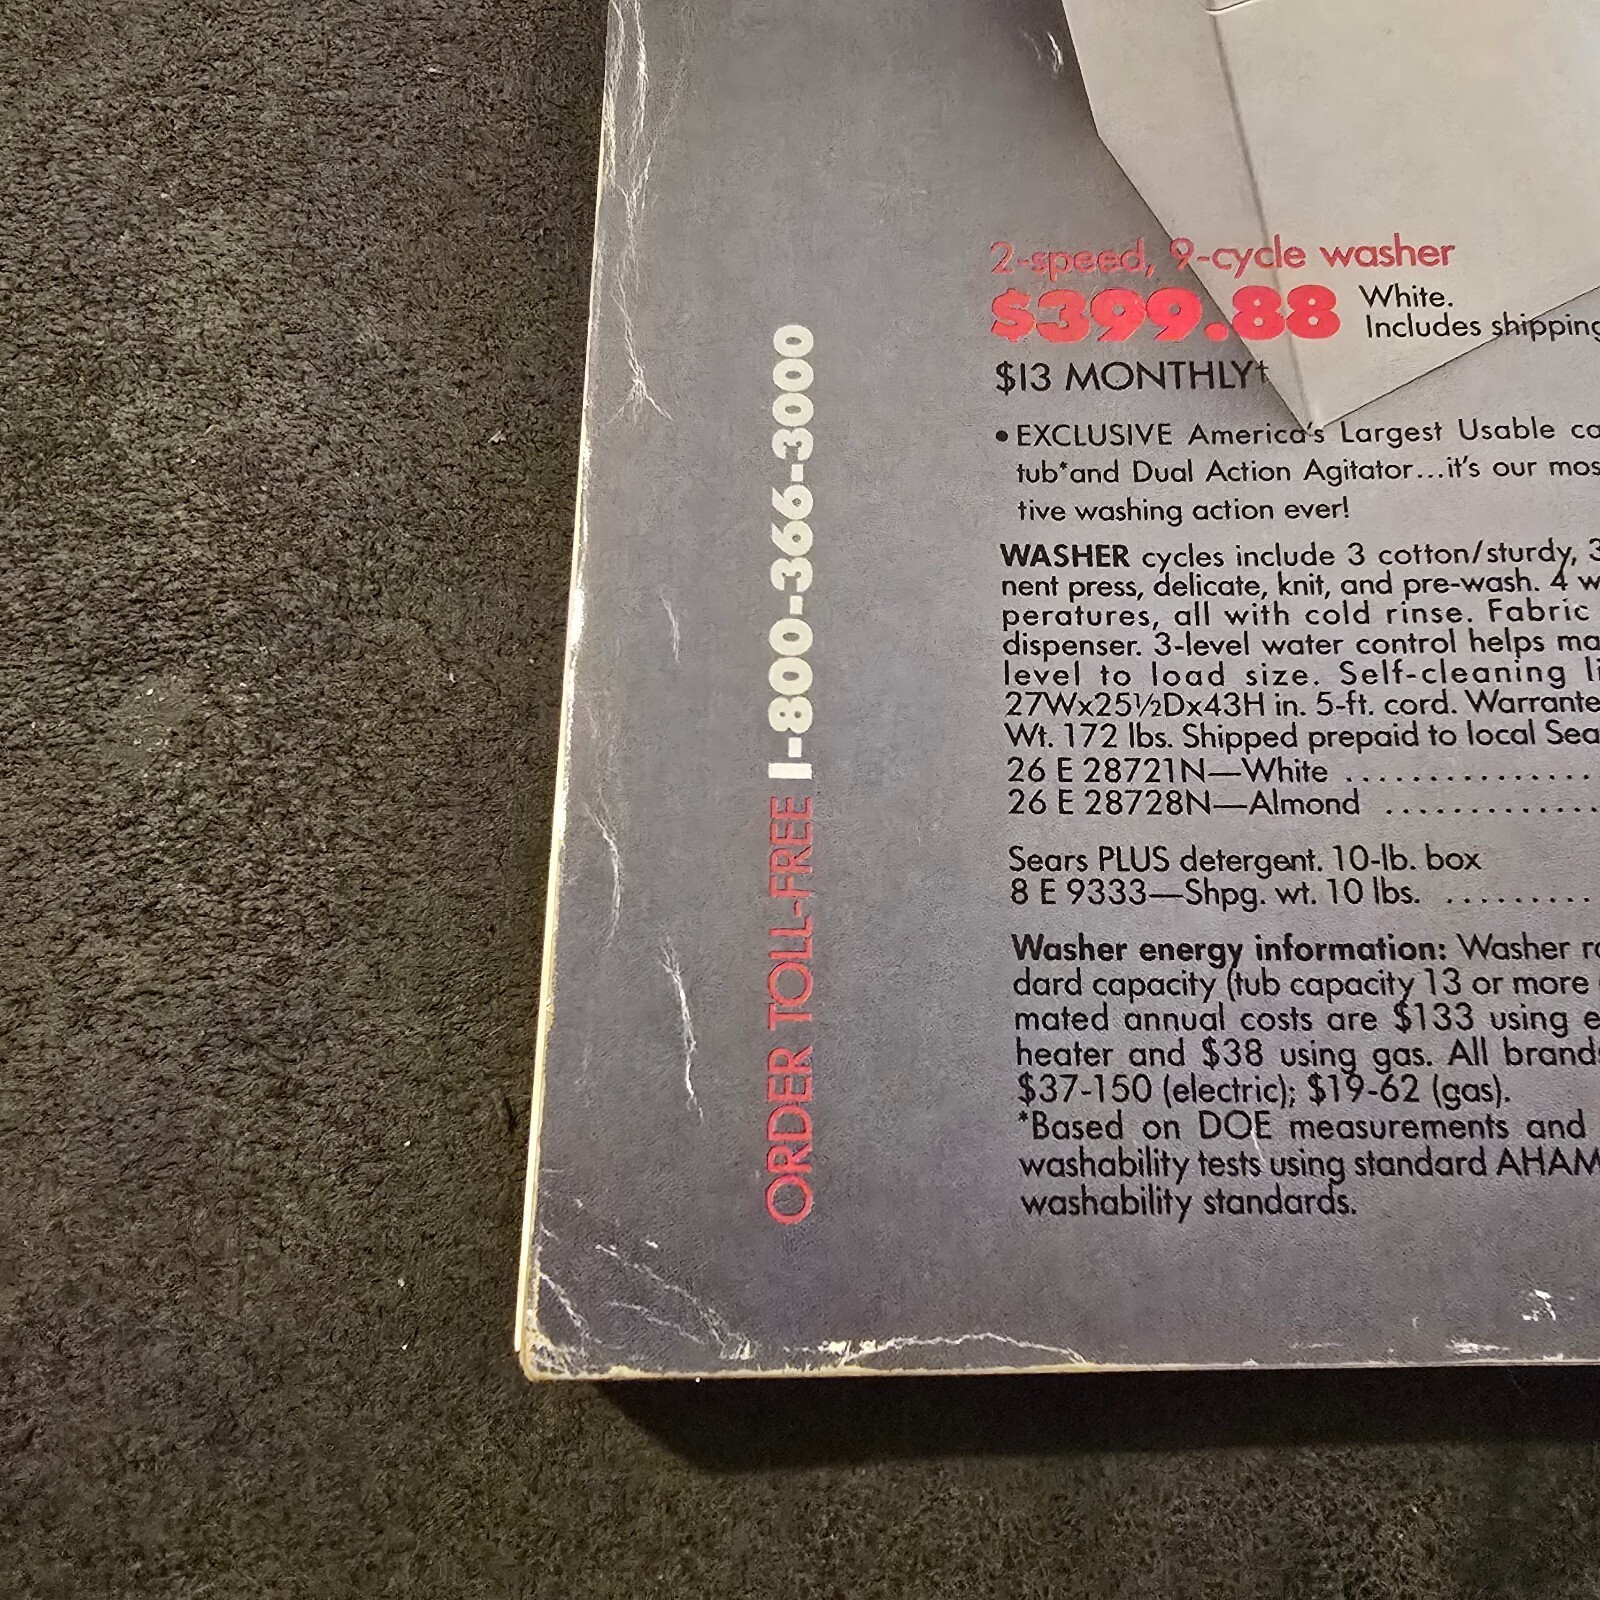 2-speed, 9-cycle washer
$399.88 White.
Includes shipping
$13 MONTHLY†
• EXCLUSIVE America's Largest Usable
tub* and Dual Action Agitator...it's our
tive washing action ever!
WASHER cycles include 3 cotton/sturdy, 3
nent press, delicate, knit, and pre-wash. 4
peratures, all with cold rinse. Fabric
dispenser. 3-level water control helps
level to load size. Self-cleaning
27Wx25½Dx43H in. 5-ft. cord.
Wt. 172 lbs. Shipped prepaid to local
26 E 28721N—White ................
26 E 28728N—Almond .............
Sears PLUS detergent. 10-lb. box
8 E 9333—Shpg. wt. 10 lbs. .........
Washer energy information: Washer
dard capacity (tub capacity 13 or more
mated annual costs are $133 using
heater and $38 using gas. All
$37-150 (electric); $19-62 (gas).
*Based on DOE measurements and
washability tests using standard AHAM
washability standards.
ORDER TOLL-FREE 1-800-366-3000